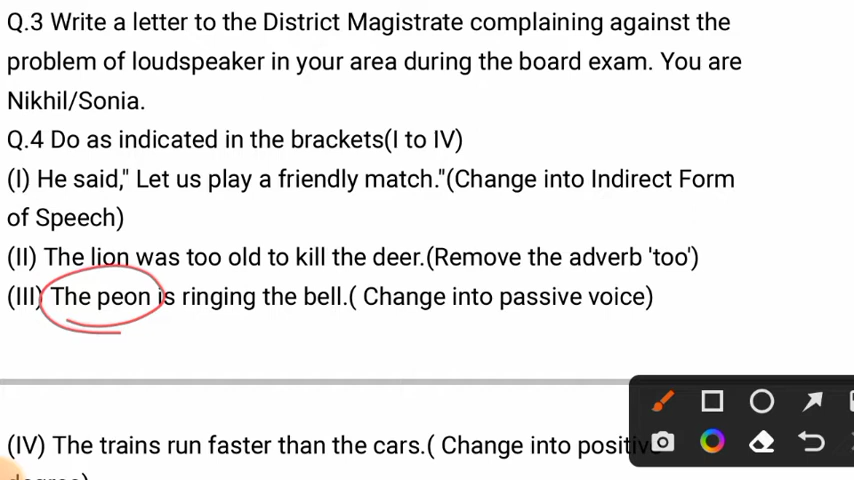 Q.3 Write a letter to the District Magistrate complaining against the
problem of loudspeaker in your area during the board exam. You are
Nikhil/Sonia.
Q.4 Do as indicated in the brackets(I to IV)
(I) He said," Let us play a friendly match."(Change into Indirect Form
of Speech)
(II) The lion was too old to kill the deer.(Remove the adverb 'too')
(III) The peon is ringing the bell.( Change into passive voice)
(IV) The trains run faster than the cars.( Change into positive
degree)